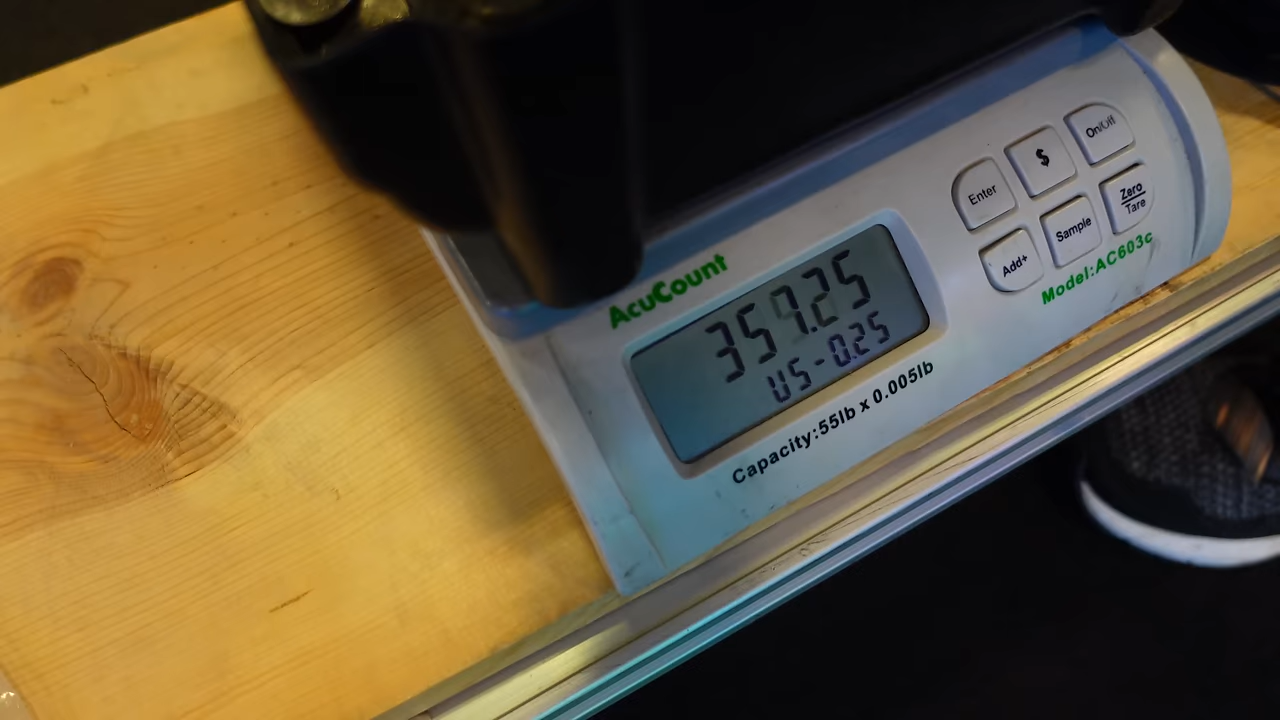 AcuCount
357.25
US-0.25
Capacity:55lb x 0.005lb
Enter
$
On/Off
Add+
Sample
Zero
Tare
Model:AC603c